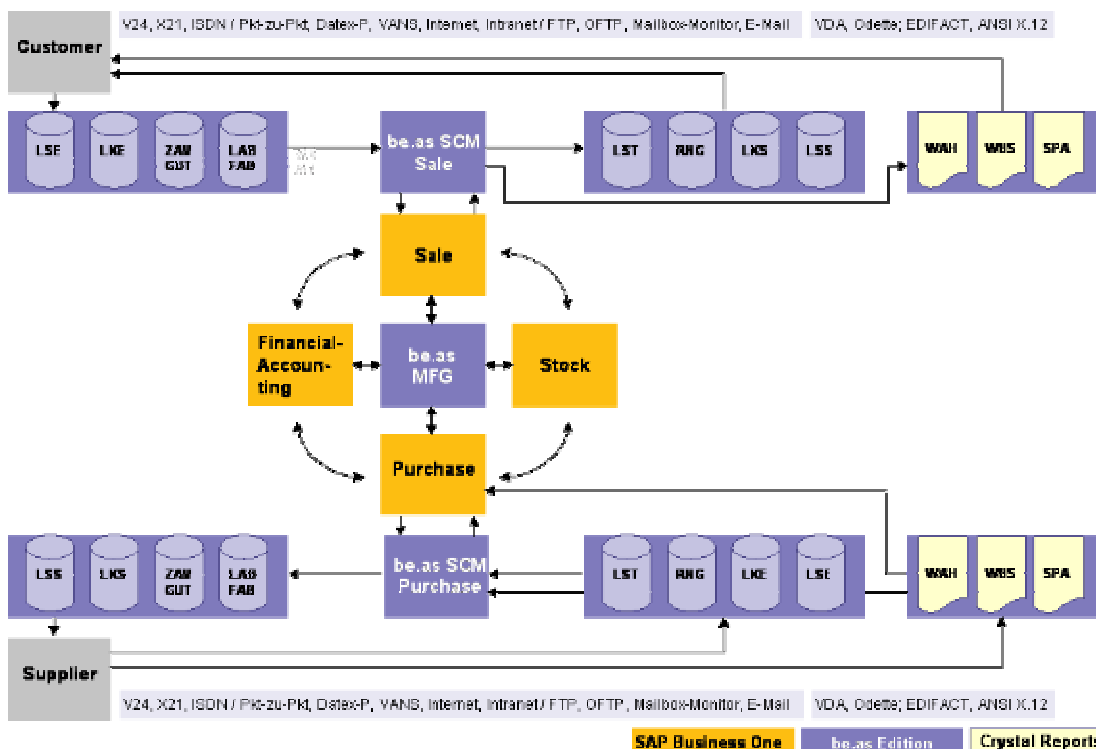 V24, X21, ISDN / Pkt-zu-Pkt, Datex-P, VANS, Internet, Intranet / FTP, OFTP, Mailbox-Monitor, E-Mail
VDA, Odette; EDIFACT, ANSI X.12
Customer
LSE
LKE
ZAW
GUT
LAB
FAB
be.as SCM
Sale
LST
RNG
LKS
LSS
WAH
WBS
SPA
Sale
Financial-
Accoun-
ting
be.as
MFG
Stock
Purchase
LSS
LKS
ZAW
GUT
LAB
FAB
be.as SCM
Purchase
LST
RNG
LKE
LSE
WAH
WBS
SPA
Supplier
V24, X21, ISDN / Pkt-zu-Pkt, Datex-P, VANS, Internet, Intranet / FTP, OFTP, Mailbox-Monitor, E-Mail
VDA, Odette; EDIFACT, ANSI X.12
SAP Business One
be.as Edition
Crystal Reports